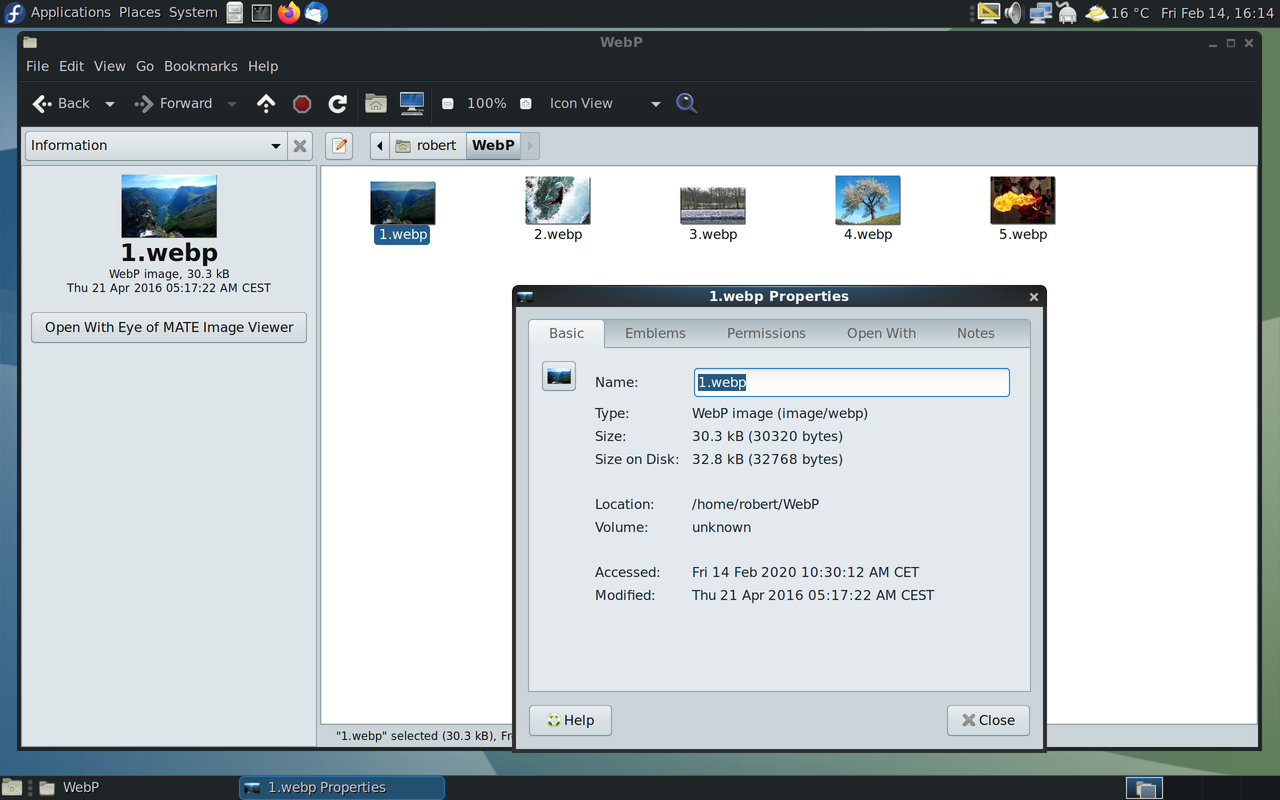 Applications Places System 16 °C Fri Feb 14, 16:14
WebP
File Edit View Go Bookmarks Help
Back Forward 100% Icon View
Information robert WebP
1.webp
WebP image, 30.3 kB
Thu 21 Apr 2016 05:17:22 AM CEST
Open With Eye of MATE Image Viewer
1.webp 2.webp 3.webp 4.webp 5.webp
1.webp Properties
Basic Emblems Permissions Open With Notes
Name: 1.webp
Type: WebP image (image/webp)
Size: 30.3 kB (30320 bytes)
Size on Disk: 32.8 kB (32768 bytes)
Location: /home/robert/WebP
Volume: unknown
Accessed: Fri 14 Feb 2020 10:30:12 AM CET
Modified: Thu 21 Apr 2016 05:17:22 AM CEST
Help Close
"1.webp" selected (30.3 kB),
WebP 1.webp Properties